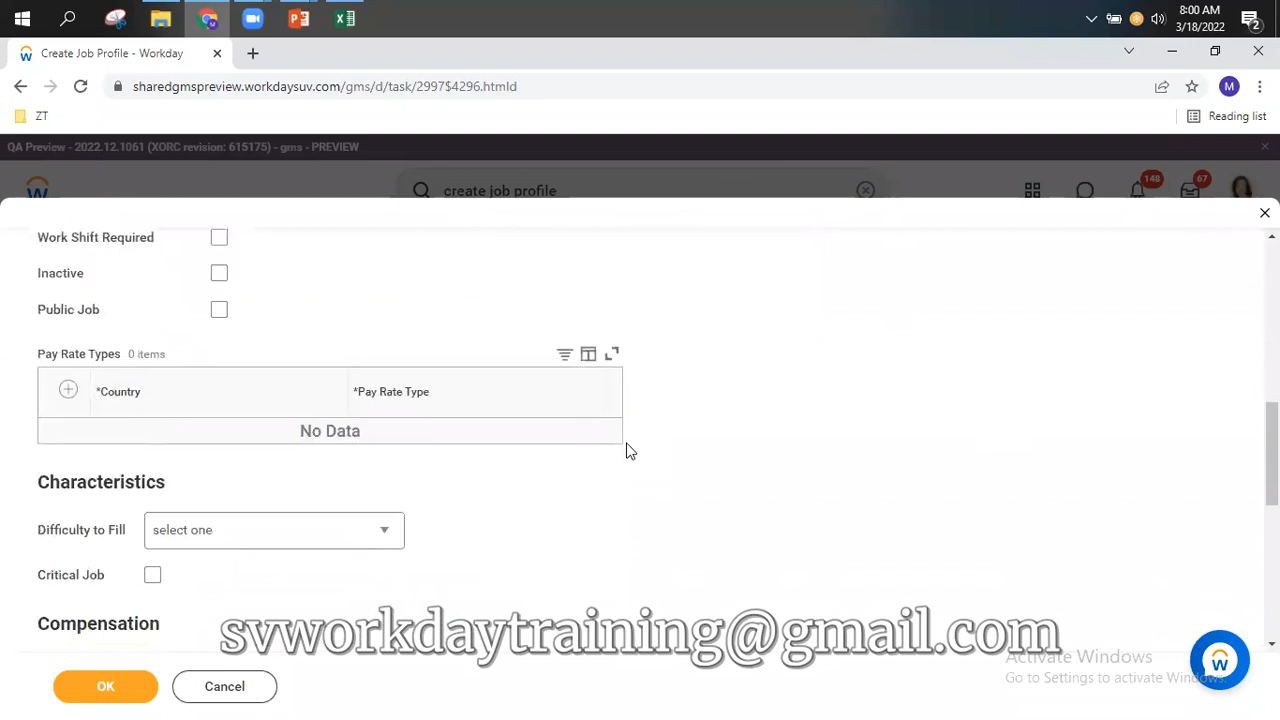 8:00 AM
3/18/2022
2
Create Job Profile - Workday
sharedgmspreview.workdaysuv.com/gms/d/task/2997$4296.htmld
M
ZT
Reading list
QA Preview - 2022.12.1061 (XORC revision: 615175) - gms - PREVIEW
create job profile
148
67
Work Shift Required
Inactive
Public Job
Pay Rate Types 0 items
*Country
*Pay Rate Type
No Data
Characteristics
Difficulty to Fill
select one
Critical Job
Compensation
svworkdaytraining@gmail.com
Activate Windows
Go to Settings to activate Windows.
OK
Cancel